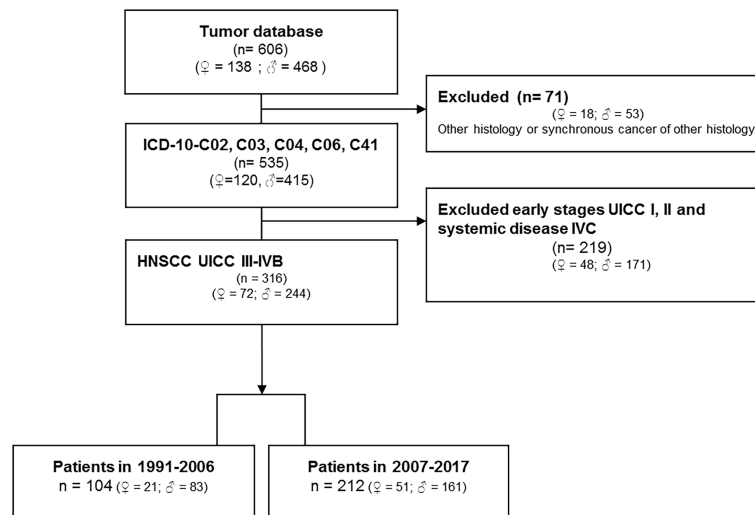 Tumor database
(n= 606)
(♀ = 138 ; ♂ = 468 )
Excluded (n= 71)
(♀ = 18; ♂ = 53)
Other histology or synchronous cancer of other histology
ICD-10-C02, C03, C04, C06, C41
(n = 535)
(♀=120, ♂=415)
Excluded early stages UICC I, II and
systemic disease IVC
(n = 219)
(♀ = 48; ♂ = 171)
HNSCC UICC III-IVB
(n = 316)
(♀ = 72; ♂ = 244)
Patients in 1991-2006
n = 104 (♀ = 21; ♂ = 83)
Patients in 2007-2017
n = 212 (♀ = 51; ♂ = 161)